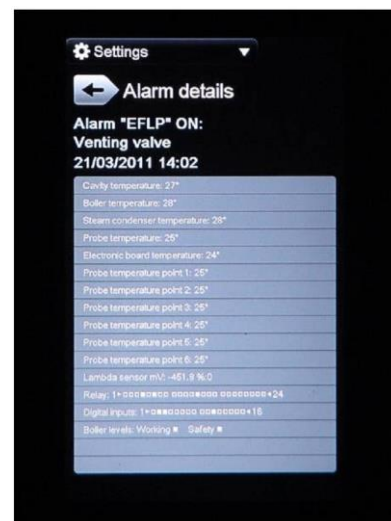 Settings
Alarm details
Alarm "EFLP" ON:
Venting valve
21/03/2011 14:02
Cavity temperature: 27°
Boiler temperature: 28°
Steam condenser temperature: 28°
Probe temperature: 25°
Electronic board temperature: 24°
Probe temperature point 1: 25°
Probe temperature point 2: 25°
Probe temperature point 3: 25°
Probe temperature point 4: 25°
Probe temperature point 5: 25°
Probe temperature point 6: 25°
Lambda sensor mV: -451.8 %:0
Relay: 1 24
Digital inputs: 1 16
Boiler levels: Working Safety